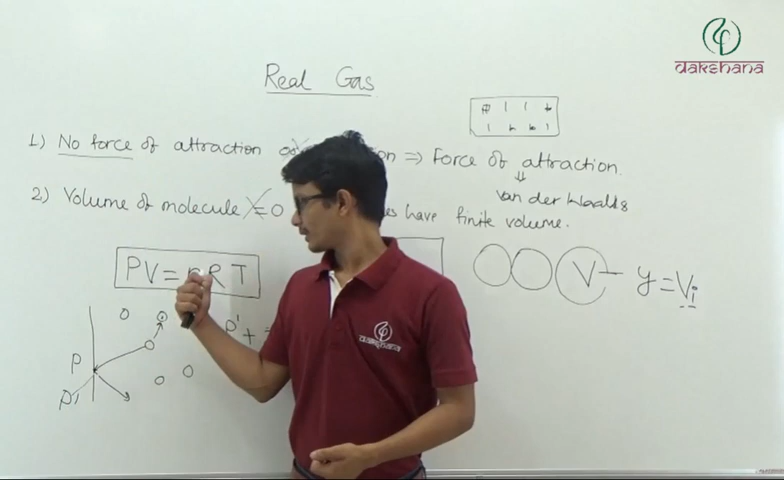 dakshana
Real Gas
1) No force of attraction ⇒ Force of attraction.
⇓
Van der Waals
2) Volume of molecule = 0 have finite volume.
PV = nRT
V - y = Vi
P' +
P
P'
dakshana